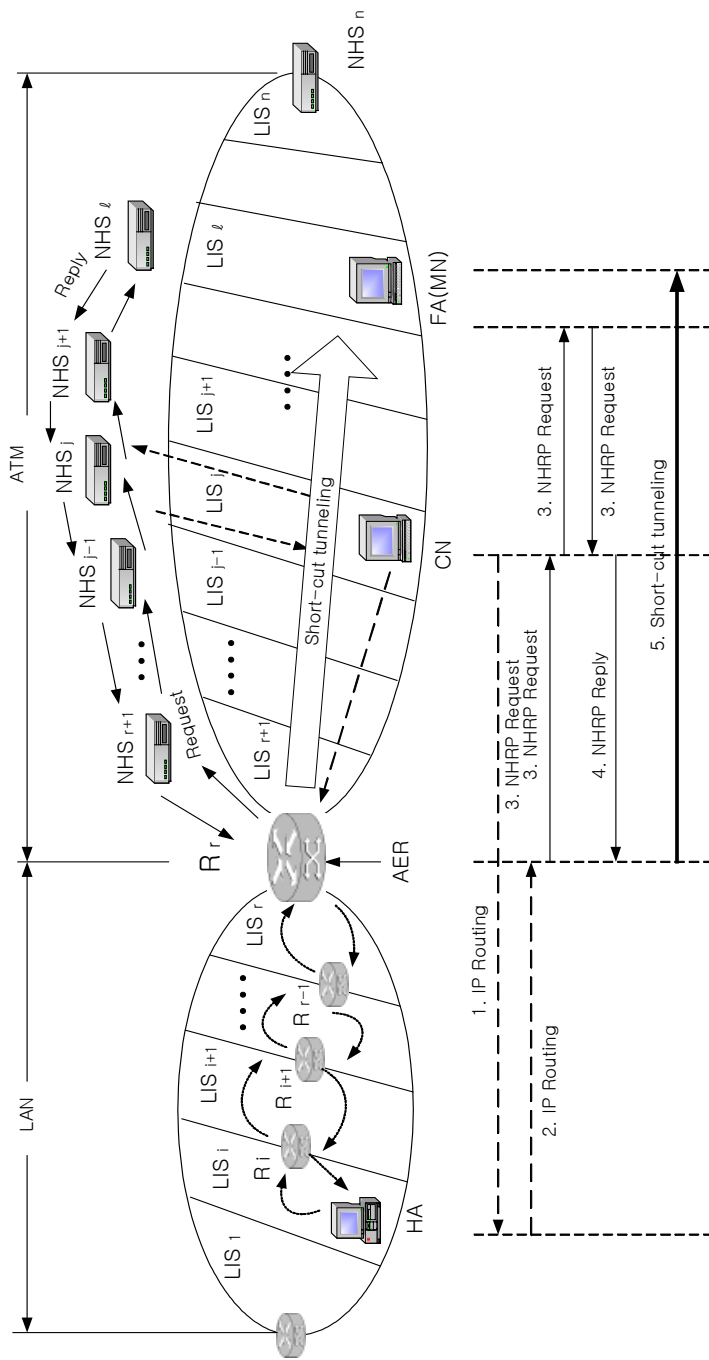 LAN
ATM
LIS 1
LIS i
LIS i+1
LIS r
R i
R i+1
R r-1
HA
R r
AER
NHS r+1
NHS j-1
NHS j
NHS j+1
NHS ℓ
NHS n
Request
Reply
LIS r+1
LIS j-1
LIS j
LIS j+1
LIS ℓ
LIS n
Short-cut tunneling
CN
FA(MN)
1. IP Routing
2. IP Routing
3. NHRP Request
3. NHRP Request
4. NHRP Reply
3. NHRP Request
3. NHRP Request
5. Short-cut tunneling